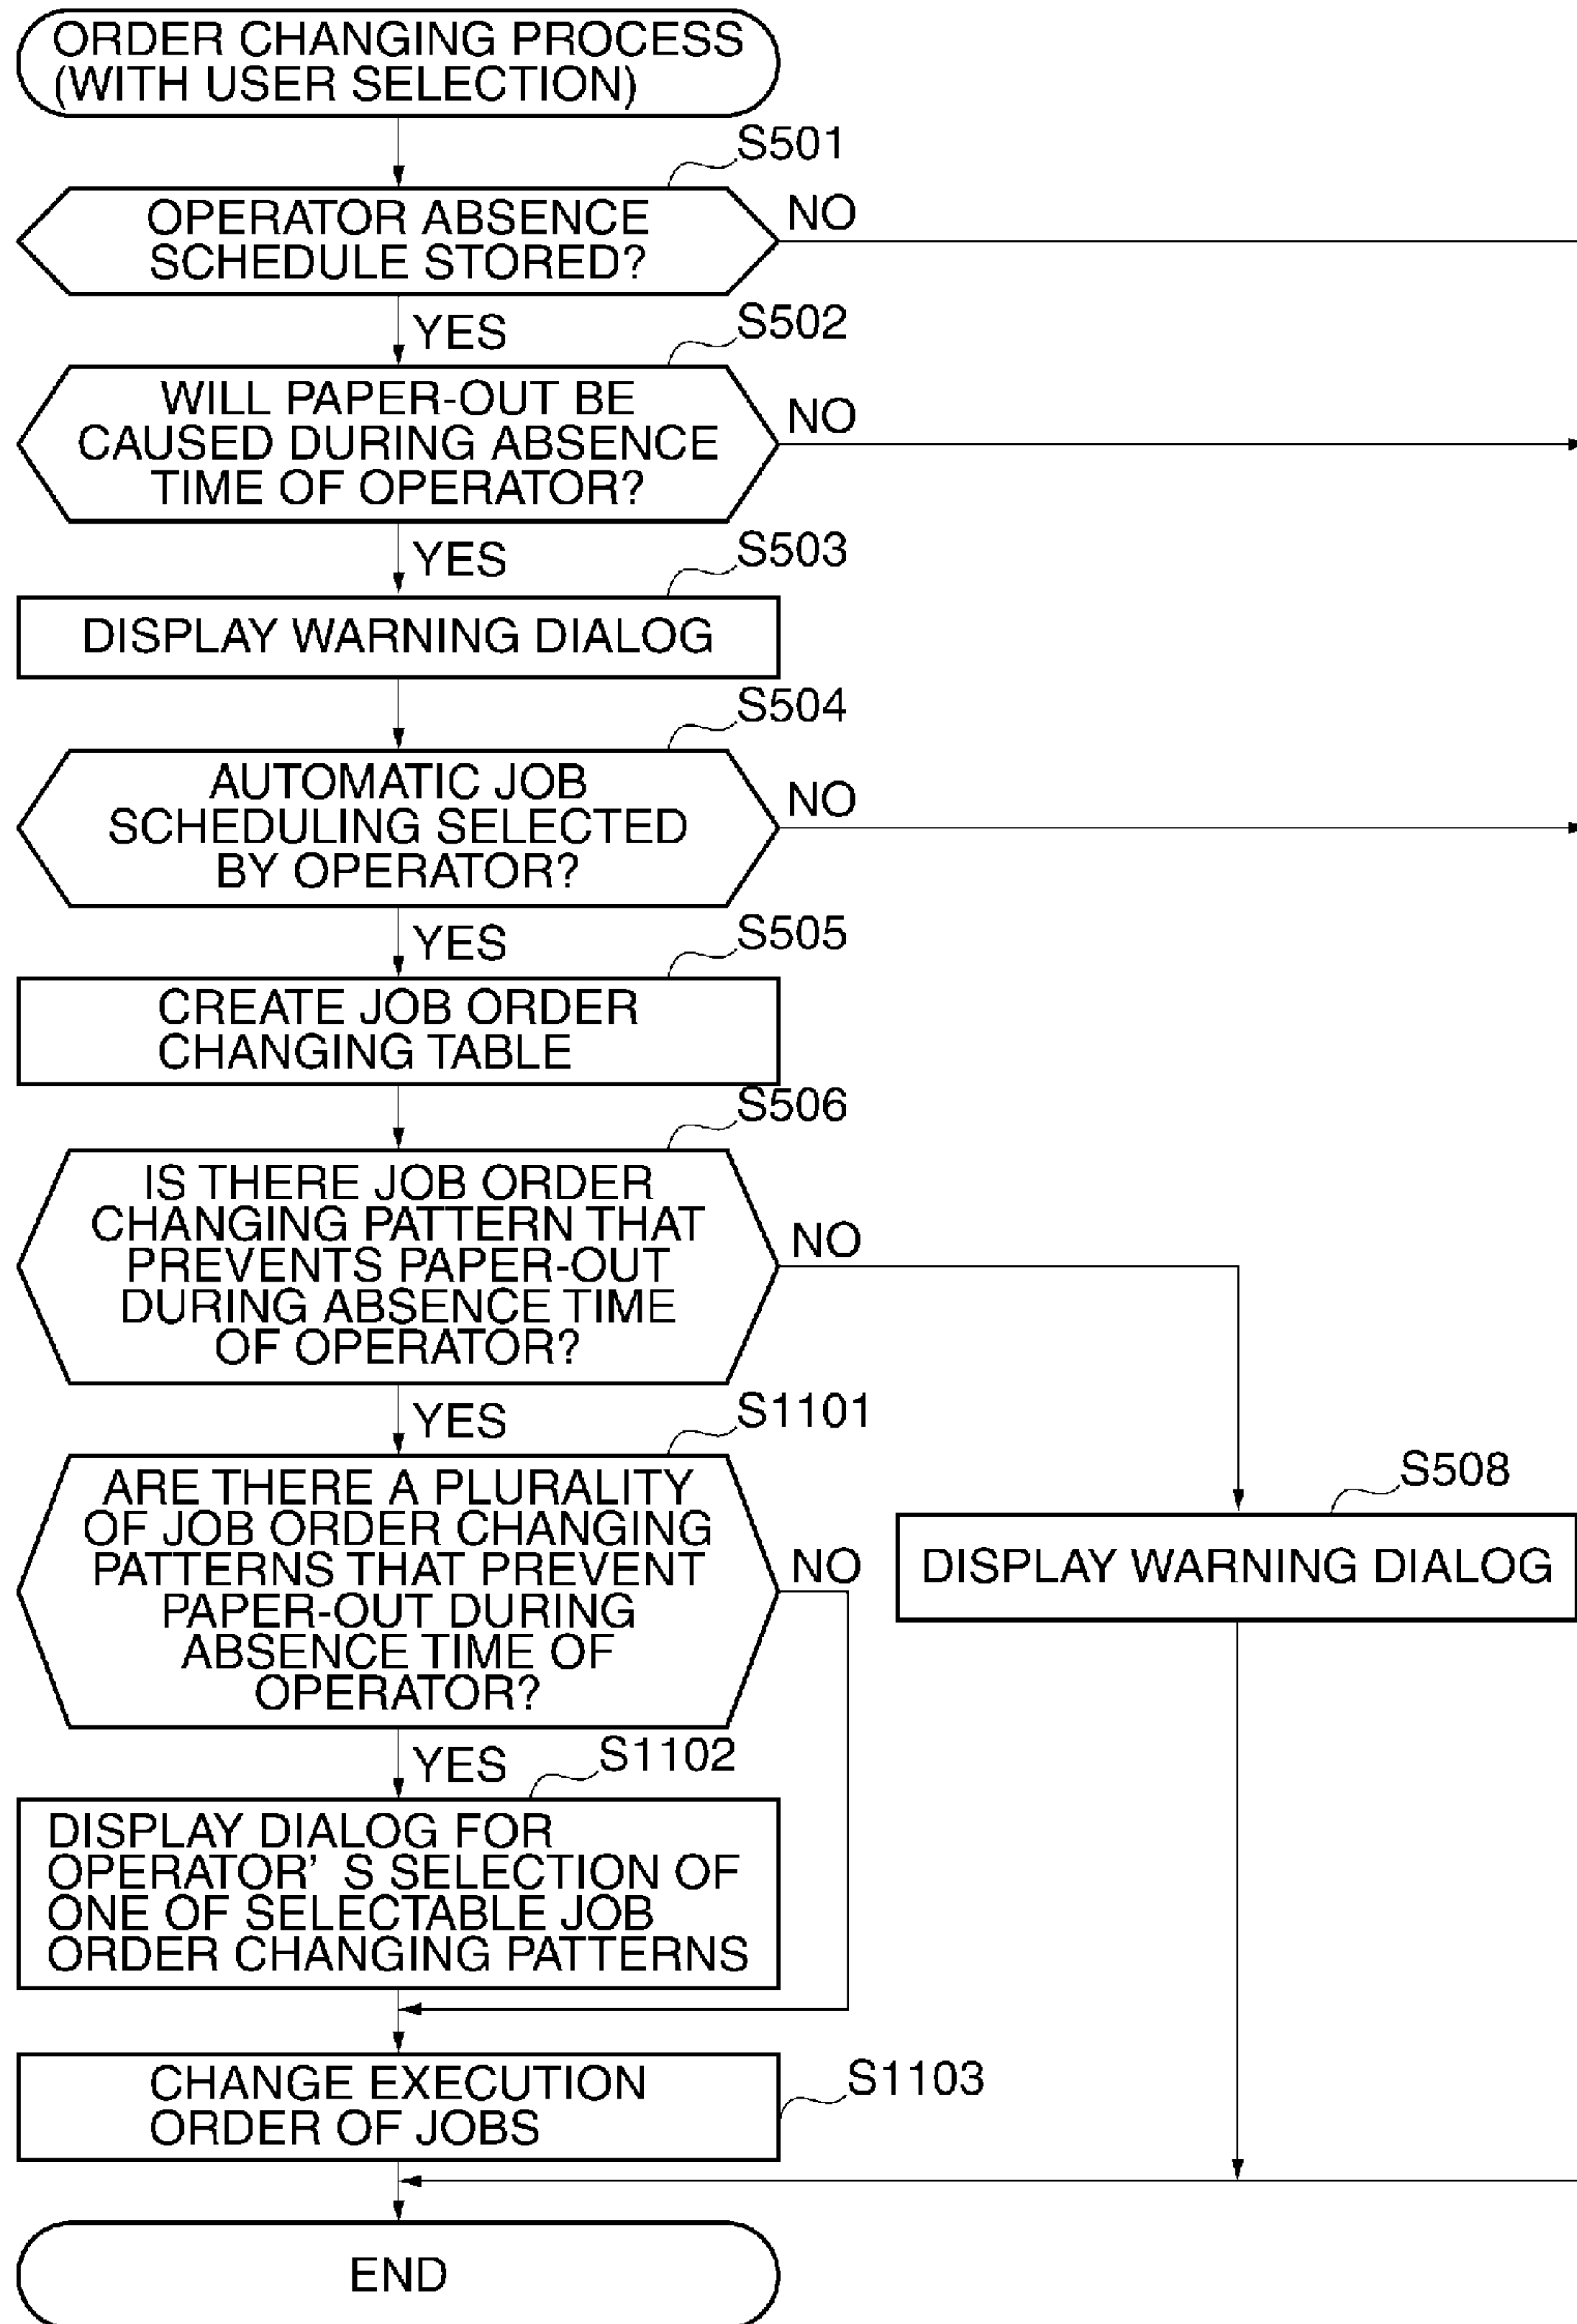 ORDER CHANGING PROCESS
(WITH USER SELECTION)
S501
OPERATOR ABSENCE
SCHEDULE STORED?
NO
YES
S502
WILL PAPER-OUT BE
CAUSED DURING ABSENCE
TIME OF OPERATOR?
NO
YES
S503
DISPLAY WARNING DIALOG
S504
AUTOMATIC JOB
SCHEDULING SELECTED
BY OPERATOR?
NO
YES
S505
CREATE JOB ORDER
CHANGING TABLE
S506
IS THERE JOB ORDER
CHANGING PATTERN THAT
PREVENTS PAPER-OUT
DURING ABSENCE TIME
OF OPERATOR?
NO
YES
S1101
ARE THERE A PLURALITY
OF JOB ORDER CHANGING
PATTERNS THAT PREVENT
PAPER-OUT DURING
ABSENCE TIME OF
OPERATOR?
NO
S508
DISPLAY WARNING DIALOG
YES
S1102
DISPLAY DIALOG FOR
OPERATOR' S SELECTION OF
ONE OF SELECTABLE JOB
ORDER CHANGING PATTERNS
CHANGE EXECUTION
ORDER OF JOBS
S1103
END